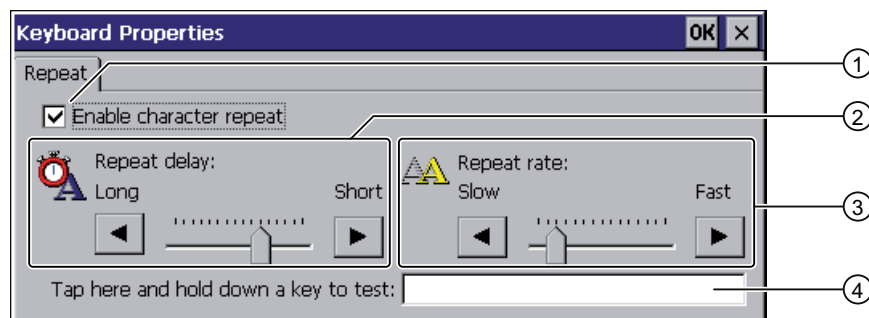 Keyboard Properties OK ×
Repeat
Enable character repeat
Repeat delay:
Long Short
Repeat rate:
Slow Fast
Tap here and hold down a key to test:
1
2
3
4